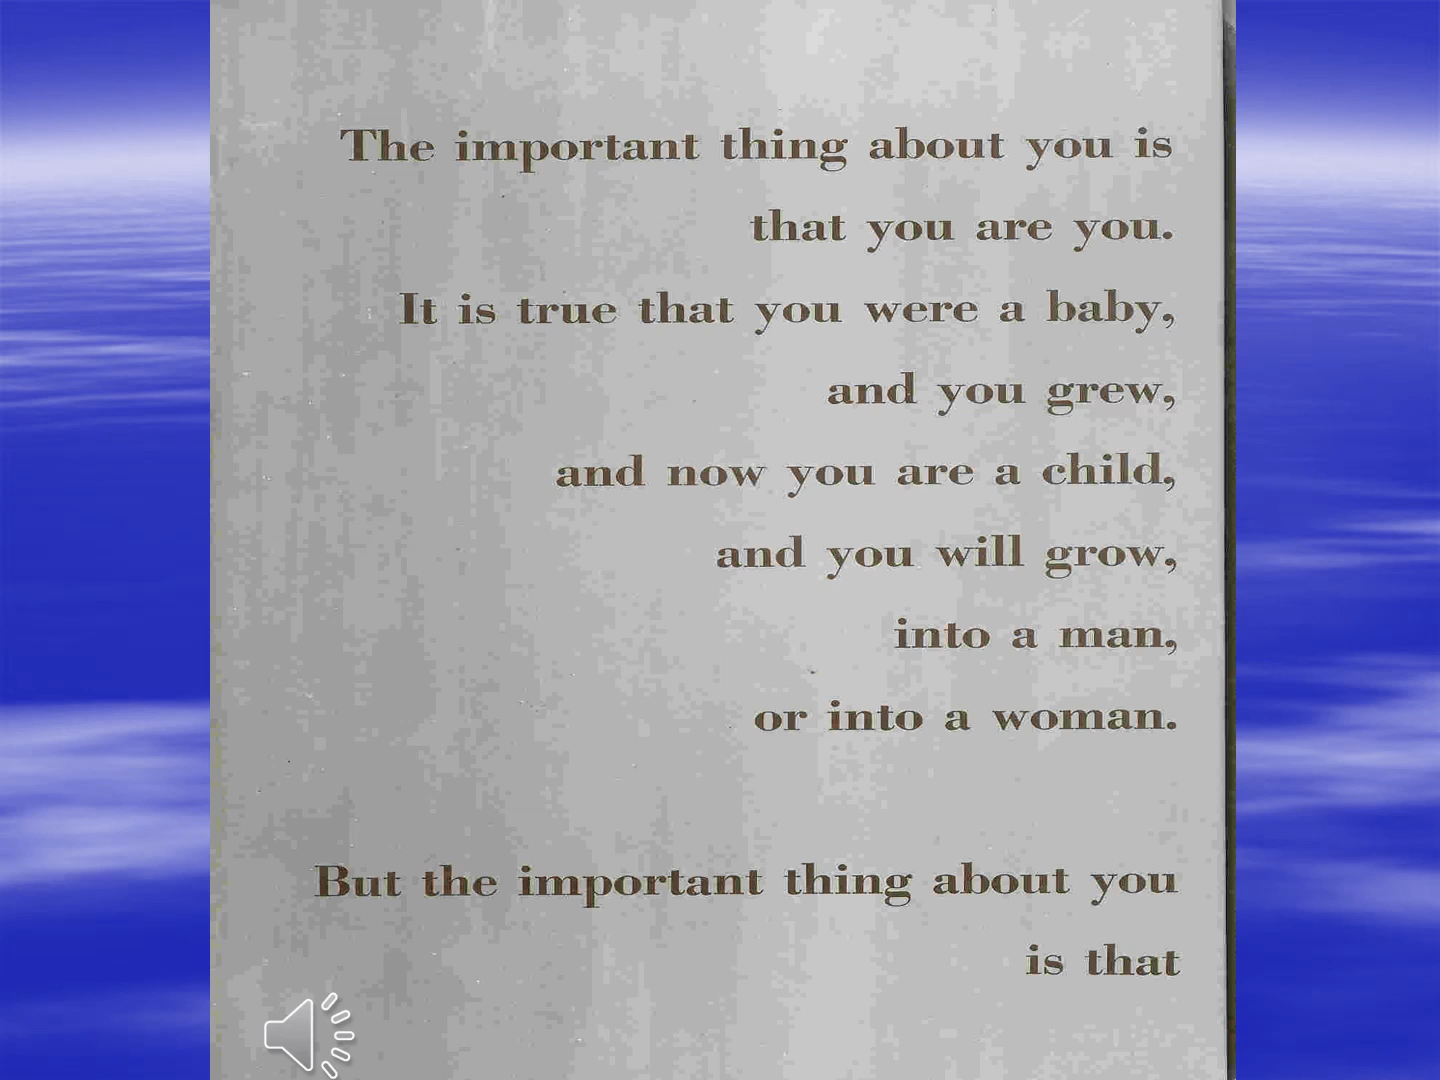 The important thing about you is
that you are you.
It is true that you were a baby,
and you grew,
and now you are a child,
and you will grow,
into a man,
or into a woman.
But the important thing about you
is that